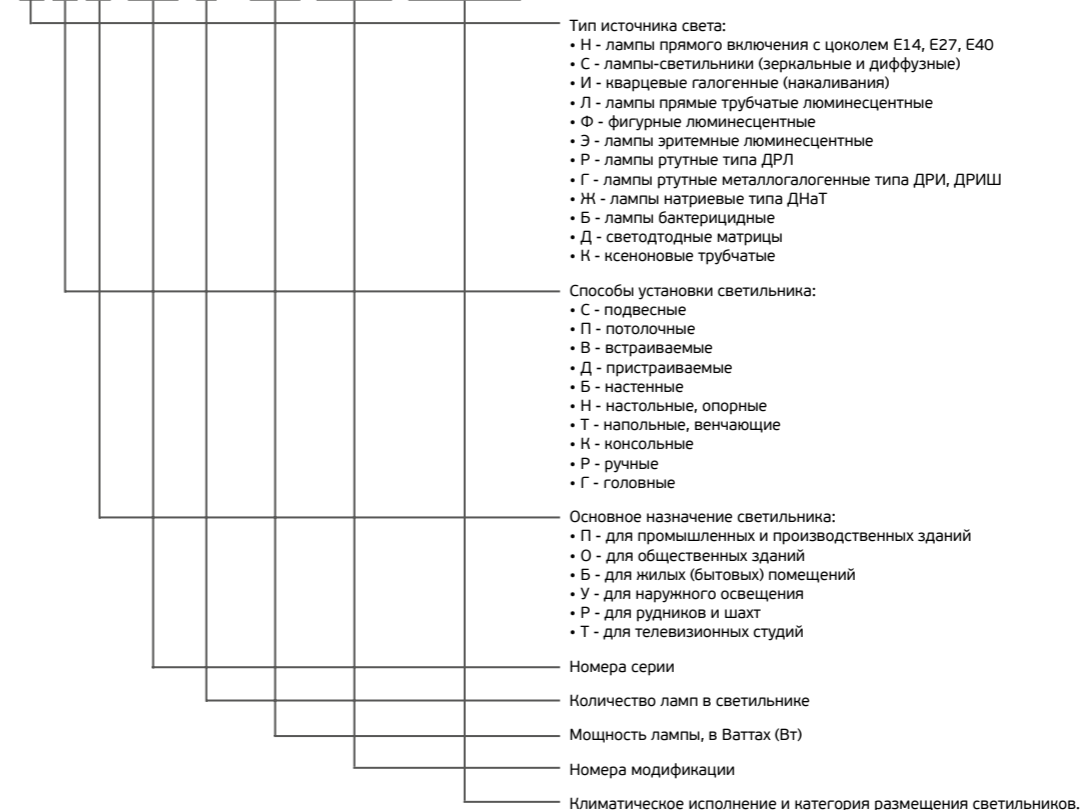 Тип источника света:
• Н - лампы прямого включения с цоколем Е14, Е27, Е40
• С - лампы-светильники (зеркальные и диффузные)
• И - кварцевые галогенные (накаливания)
• Л - лампы прямые трубчатые люминесцентные
• Ф - фигурные люминесцентные
• Э - лампы эритемные люминесцентные
• Р - лампы ртутные типа ДРЛ
• Г - лампы ртутные металлогалогенные типа ДРИ, ДРИШ
• Ж - лампы натриевые типа ДНаТ
• Б - лампы бактерицидные
• Д - светодтодные матрицы
• К - ксеноновые трубчатые
Способы установки светильника:
• С - подвесные
• П - потолочные
• В - встраиваемые
• Д - пристраиваемые
• Б - настенные
• Н - настольные, опорные
• Т - напольные, венчающие
• К - консольные
• Р - ручные
• Г - головные
Основное назначение светильника:
• П - для промышленных и производственных зданий
• О - для общественных зданий
• Б - для жилых (бытовых) помещений
• У - для наружного освещения
• Р - для рудников и шахт
• Т - для телевизионных студий
Номера серии
Количество ламп в светильнике
Мощность лампы, в Ваттах (Вт)
Номера модификации
Климатическое исполнение и категория размещения светильников.